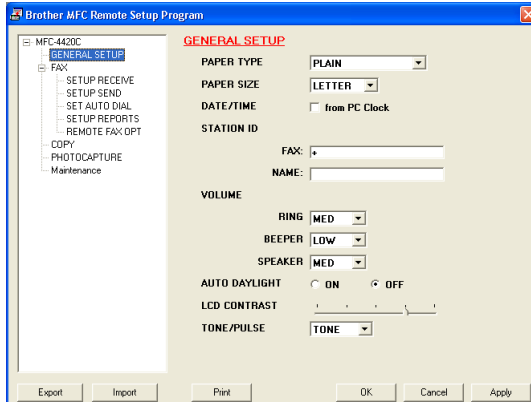 Brother MFC Remote Setup Program
MFC-4420C
GENERAL SETUP
FAX
SETUP RECEIVE
SETUP SEND
SET AUTO DIAL
SETUP REPORTS
REMOTE FAX OPT
COPY
PHOTOCAPTURE
Maintenance
GENERAL SETUP
PAPER TYPE PLAIN
PAPER SIZE LETTER
DATE/TIME from PC Clock
STATION ID
FAX: +
NAME:
VOLUME
RING MED
BEEPER LOW
SPEAKER MED
AUTO DAYLIGHT ON OFF
LCD CONTRAST
TONE/PULSE TONE
Export Import Print OK Cancel Apply